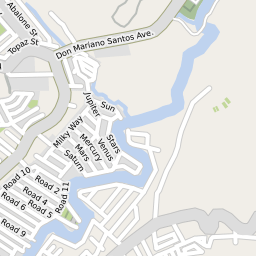 Abalone St
Topaz St
Don Mariano Santos Ave.
Sun
Jupiter
Milky Way
Stars
Venus
Mercury
Mars
Saturn
Road 10
Road 2
Road 11
Road 4
Road 6
Road 5
Road 9